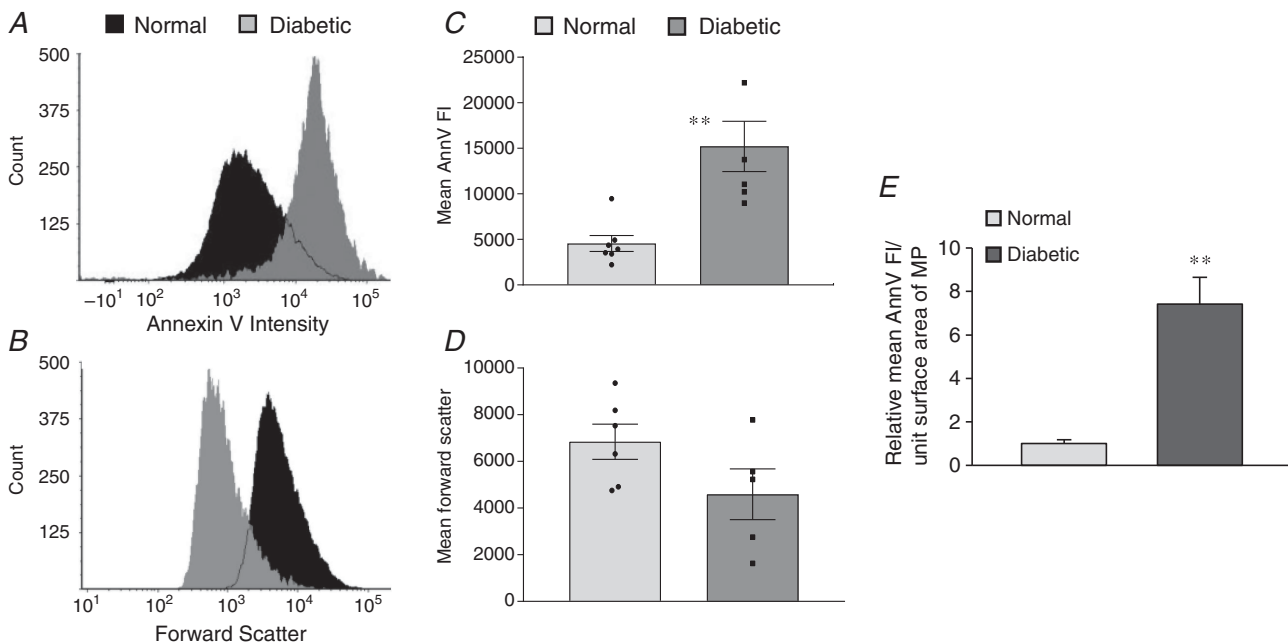 A
Normal Diabetic
500
375
250
125
Count
−10¹ 10² 10³ 10⁴ 10⁵
Annexin V Intensity
B
500
375
250
125
Count
10¹ 10² 10³ 10⁴ 10⁵
Forward Scatter
C
Normal Diabetic
25000
20000
15000
10000
5000
0
Mean AnnV FI
**
D
10000
8000
6000
4000
2000
0
Mean forward scatter
E
Normal
Diabetic
10
8
6
4
2
0
Relative mean AnnV FI/
unit surface area of MP
**